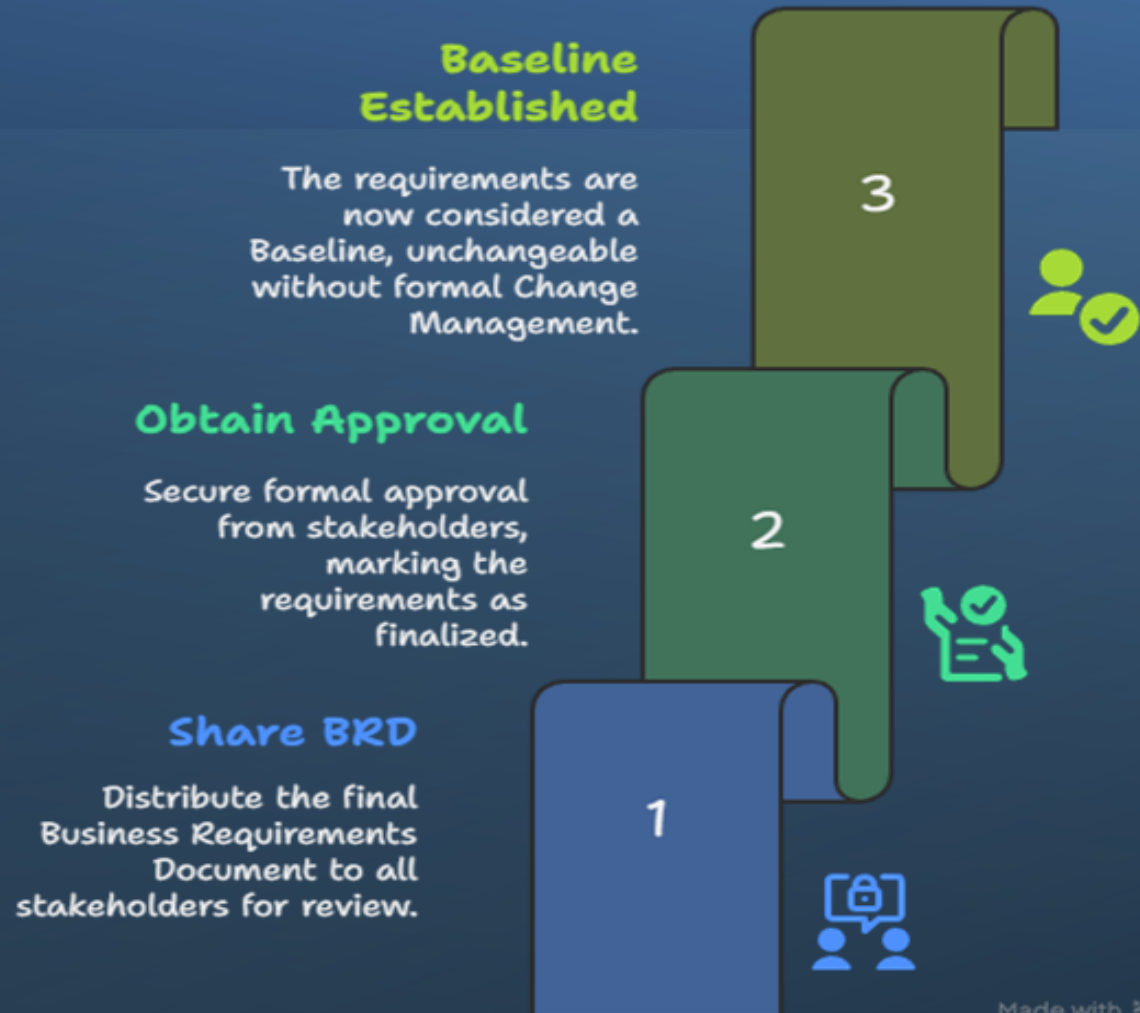 Baseline
Established
The requirements are
now considered a
Baseline, unchangeable
without formal Change
Management.
3
Obtain Approval
Secure formal approval
from stakeholders,
marking the
requirements as
finalized.
2
Share BRD
Distribute the final
Business Requirements
Document to all
stakeholders for review.
1
Made with